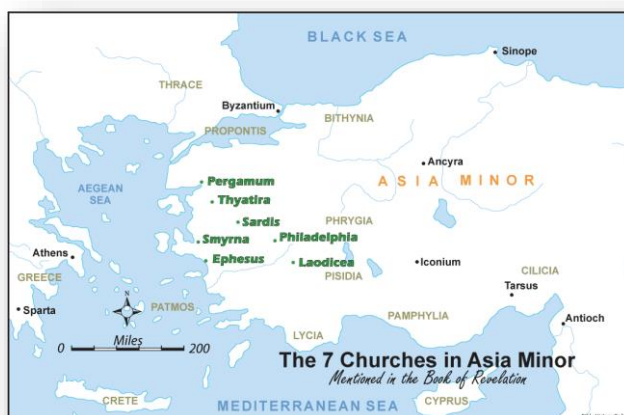 BLACK SEA
Sinope
THRACE
Byzantium
BITHYNIA
PROPONTIS
Ancyra
Pergamum
ASIA MINOR
AEGEAN
SEA
Thyatira
PHRYGIA
Sardis
Smyrna
Philadelphia
Athens
Ephesus
Laodicea
Iconium
GREECE
PISIDIA
CILICIA
Tarsus
N
PATMOS
Sparta
PAMPHYLIA
Antioch
LYCIA
Miles
0 200
The 7 Churches in Asia Minor
Mentioned in the Book of Revelation
CRETE
MEDITERRANEAN SEA
CYPRUS